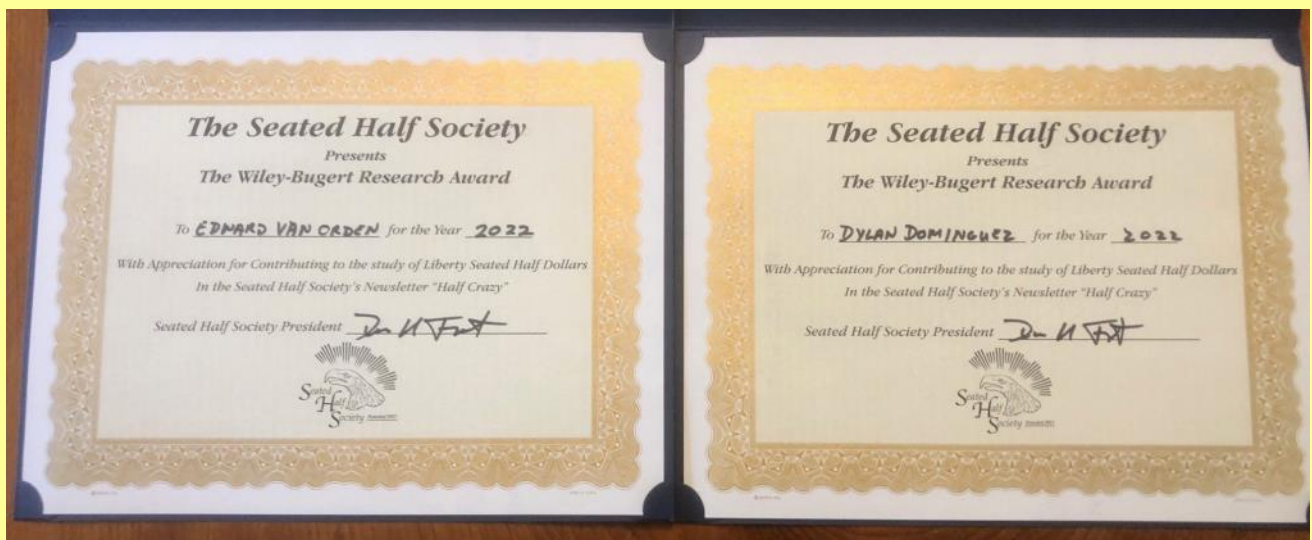 The Seated Half Society
Presents
The Wiley-Bugert Research Award
To EDWARD VAN ORDEN for the Year 2022
With Appreciation for Contributing to the study of Liberty Seated Half Dollars
In the Seated Half Society's Newsletter "Half Crazy"
Seated Half Society President
Seated
Half
Society
The Seated Half Society
Presents
The Wiley-Bugert Research Award
To DYLAN DOMINGUEZ for the Year 2022
With Appreciation for Contributing to the study of Liberty Seated Half Dollars
In the Seated Half Society's Newsletter "Half Crazy"
Seated Half Society President
Seated
Half
Society